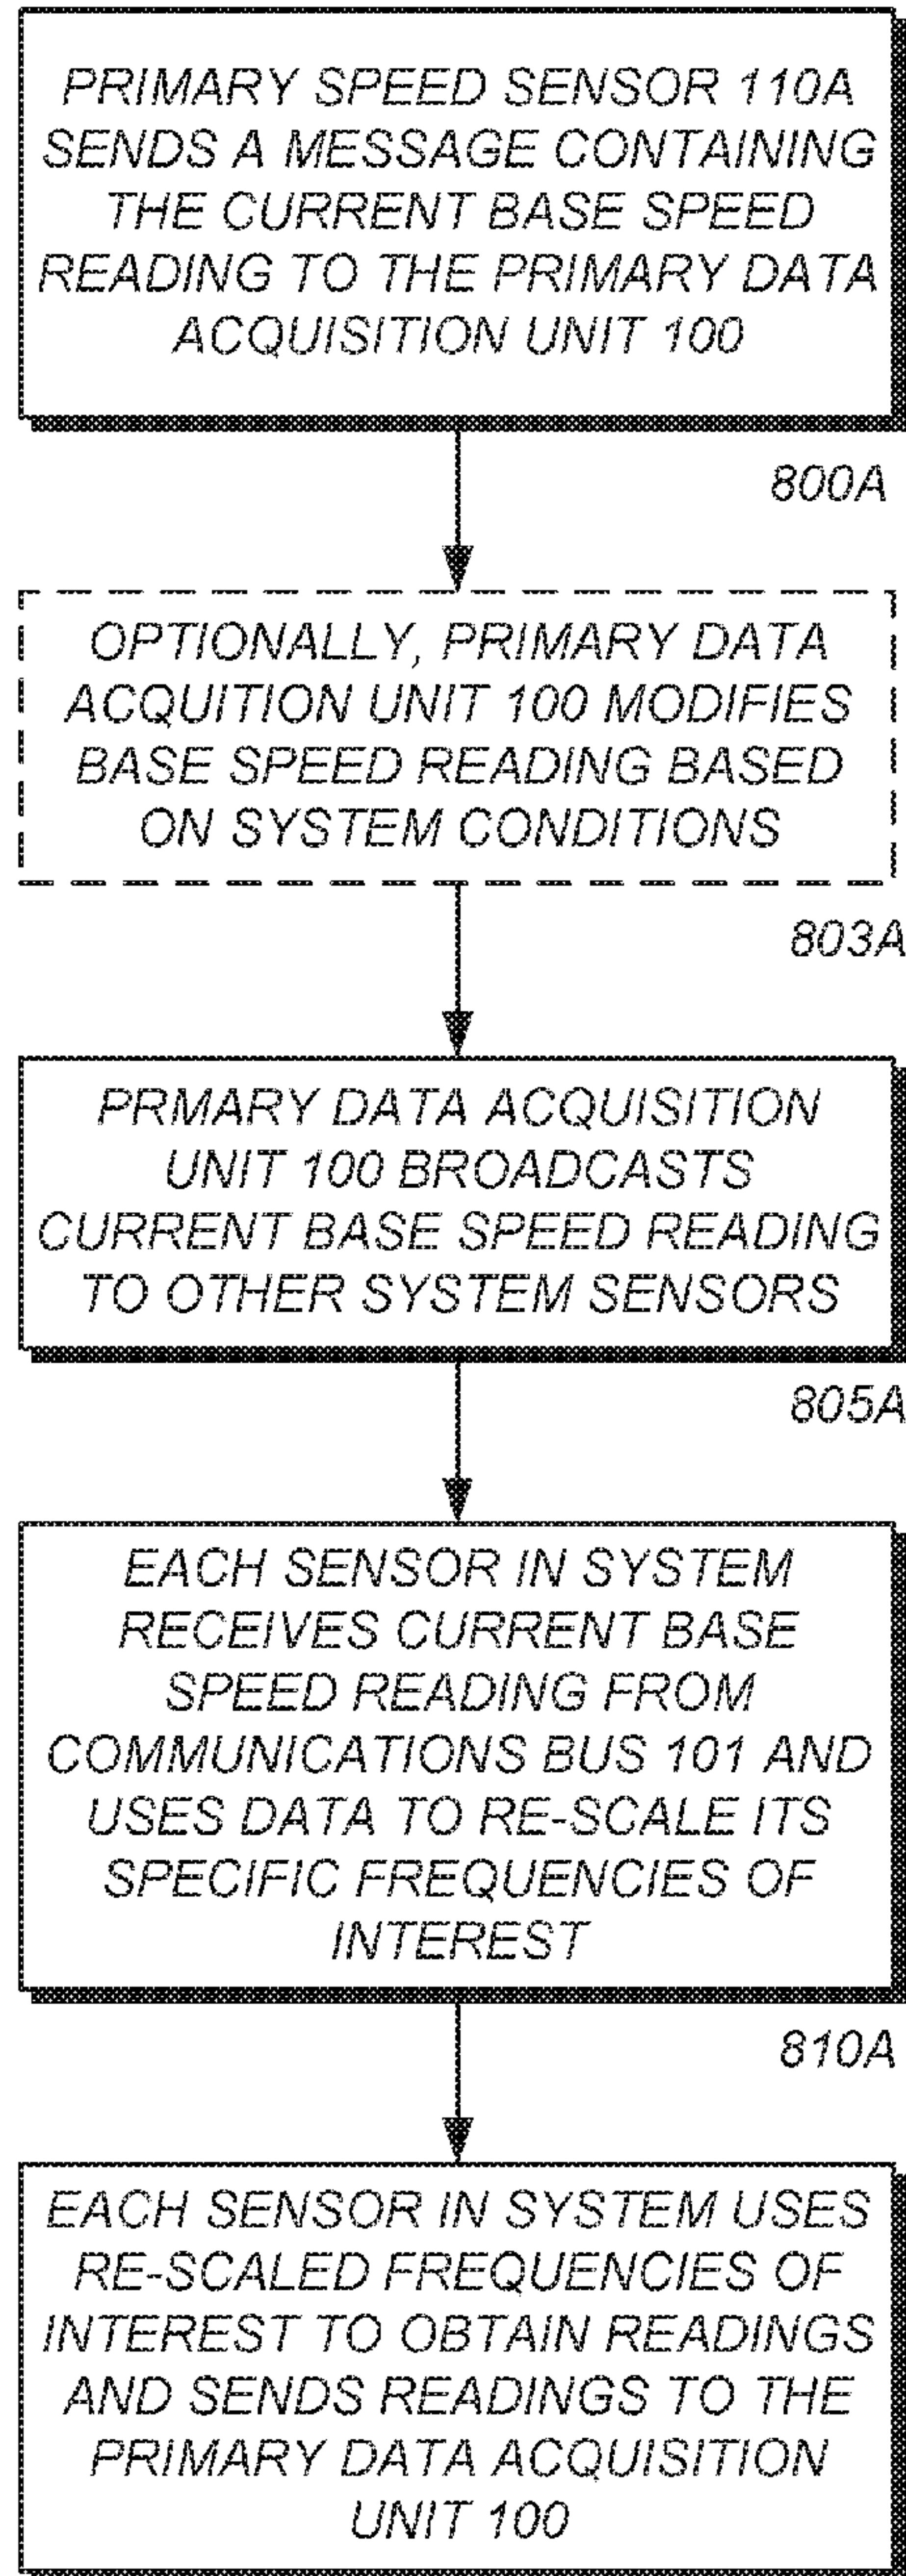 PRIMARY SPEED SENSOR 110A
SENDS A MESSAGE CONTAINING
THE CURRENT BASE SPEED
READING TO THE PRIMARY DATA
ACQUISITION UNIT 100
800A
OPTIONALLY, PRIMARY DATA
ACQUITION UNIT 100 MODIFIES
BASE SPEED READING BASED
ON SYSTEM CONDITIONS
803A
PRMARY DATA ACQUISITION
UNIT 100 BROADCASTS
CURRENT BASE SPEED READING
TO OTHER SYSTEM SENSORS
805A
EACH SENSOR IN SYSTEM
RECEIVES CURRENT BASE
SPEED READING FROM
COMMUNICATIONS BUS 101 AND
USES DATA TO RE-SCALE ITS
SPECIFIC FREQUENCIES OF
INTEREST
810A
EACH SENSOR IN SYSTEM USES
RE-SCALED FREQUENCIES OF
INTEREST TO OBTAIN READINGS
AND SENDS READINGS TO THE
PRIMARY DATA ACQUISITION
UNIT 100